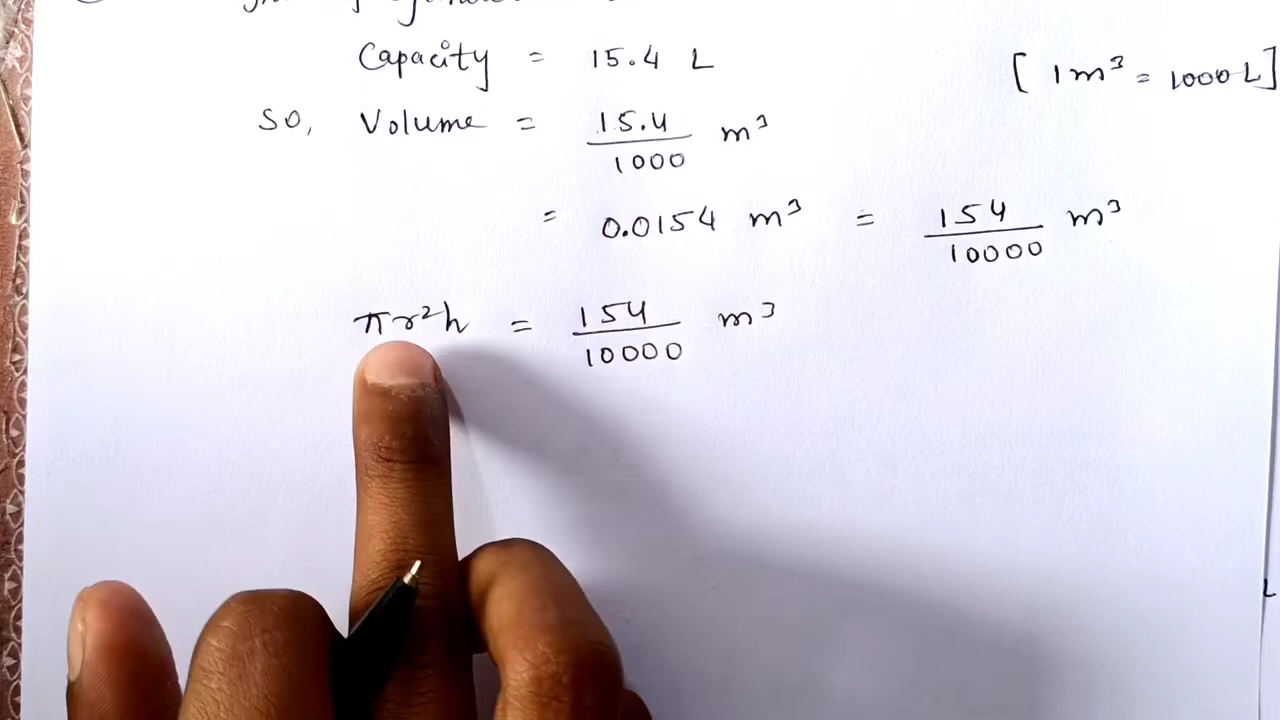 Capacity = 15.4 L
[ 1m³ = 1000 L]
So, Volume = 15.4/1000 m³
= 0.0154 m³ = 154/10000 m³
πr²h = 154/10000 m³